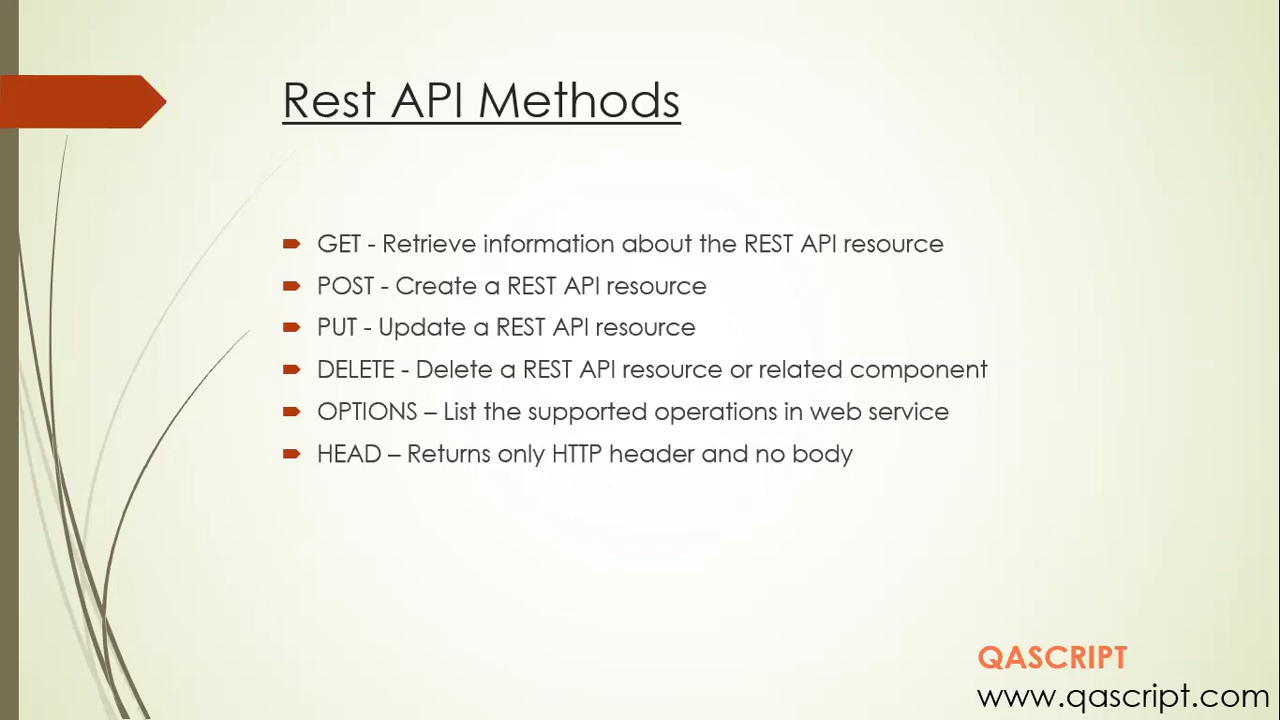 Rest API Methods
GET - Retrieve information about the REST API resource
POST - Create a REST API resource
PUT - Update a REST API resource
DELETE - Delete a REST API resource or related component
OPTIONS – List the supported operations in web service
HEAD – Returns only HTTP header and no body
QASCRIPT
www.qascript.com